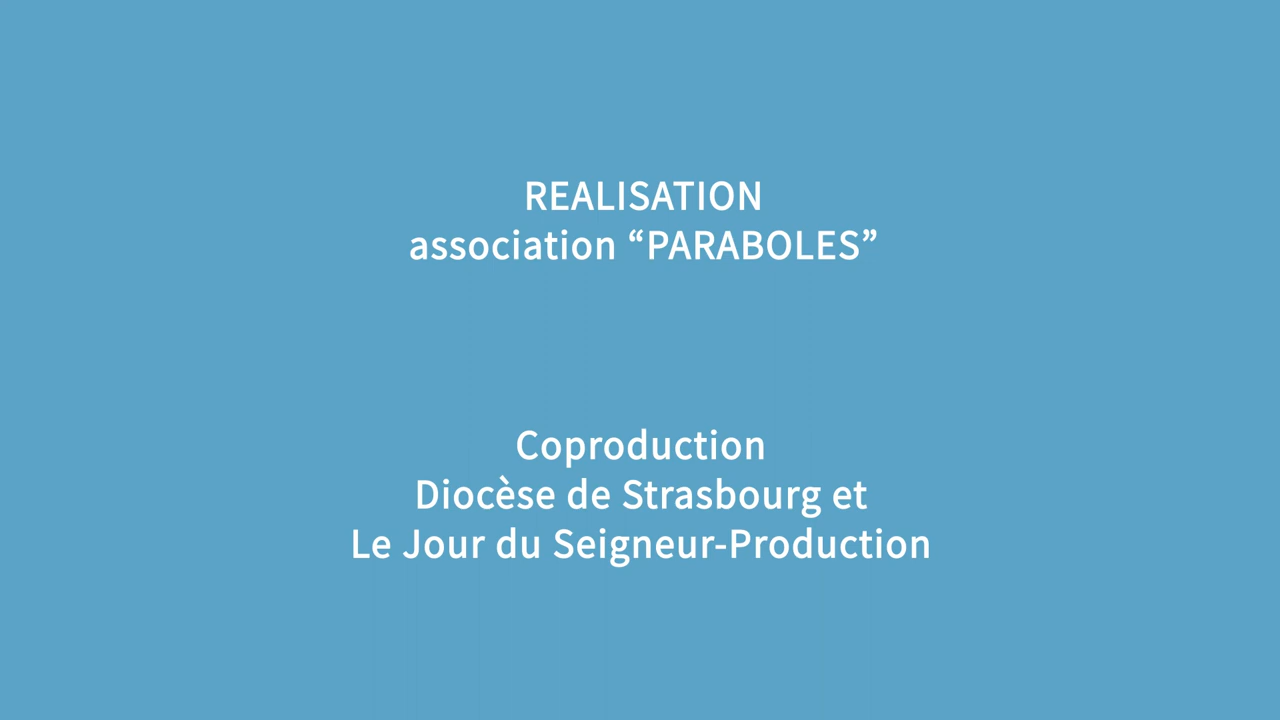 REALISATION
association “PARABOLES”
Coproduction
Diocèse de Strasbourg et
Le Jour du Seigneur-Production